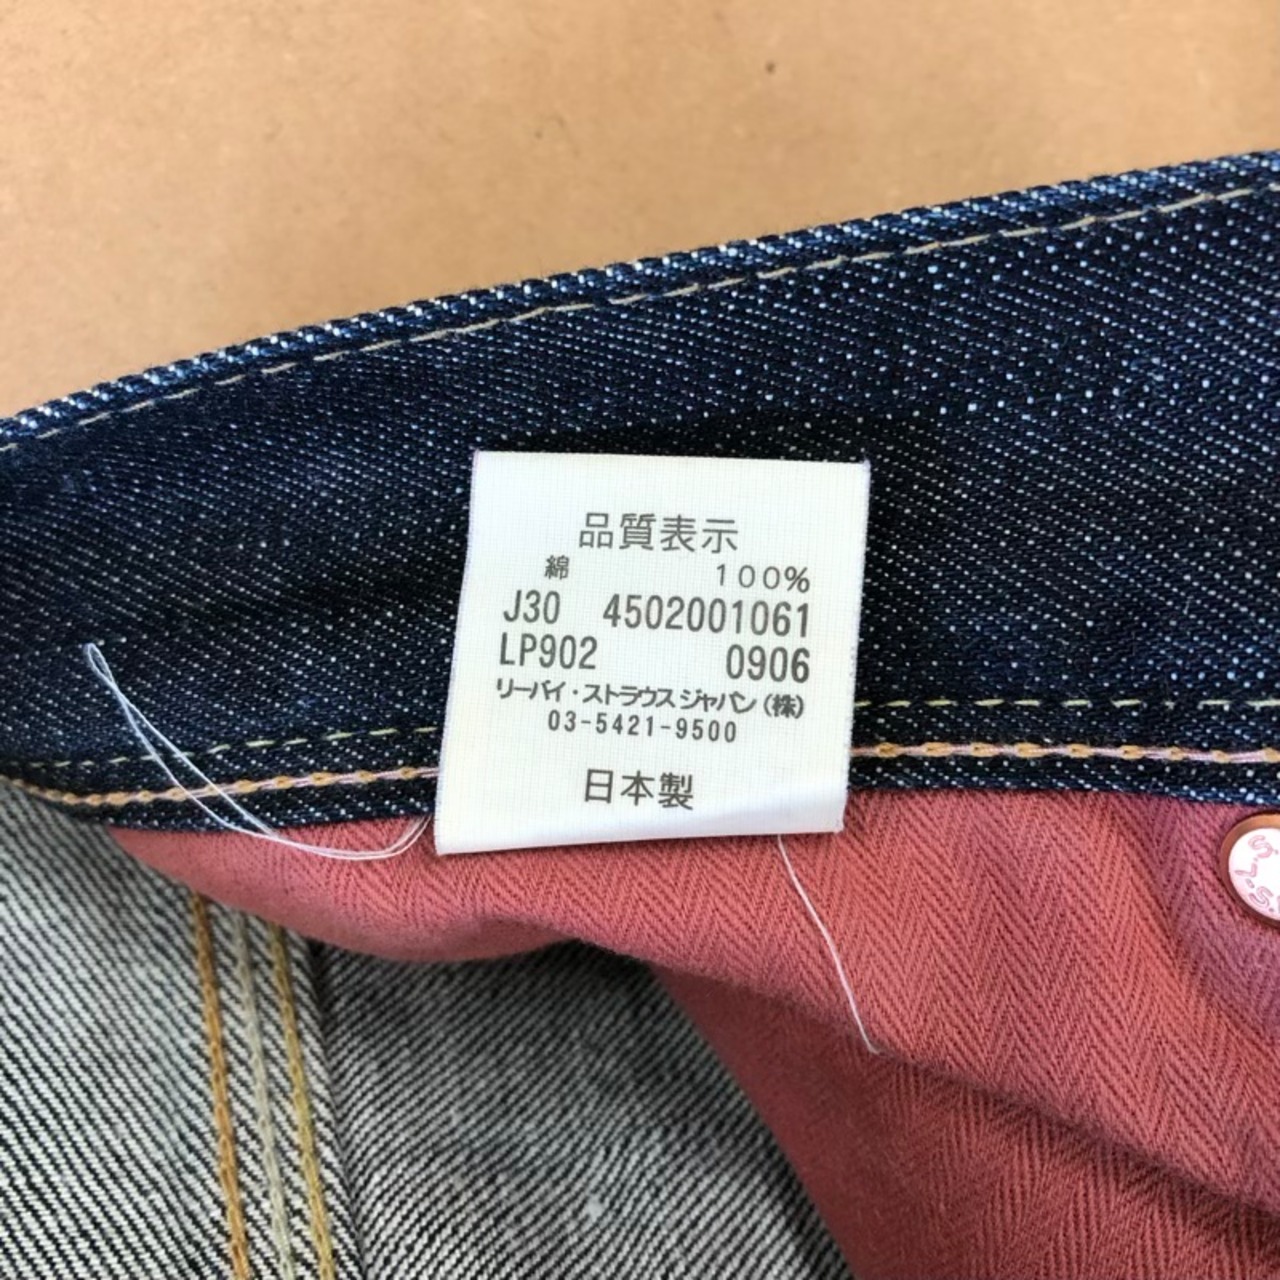 品質表示
綿 100%
J30 4502001061
LP902 0906
リーバイ・ストラウス ジャパン(株)
03-5421-9500
日本製